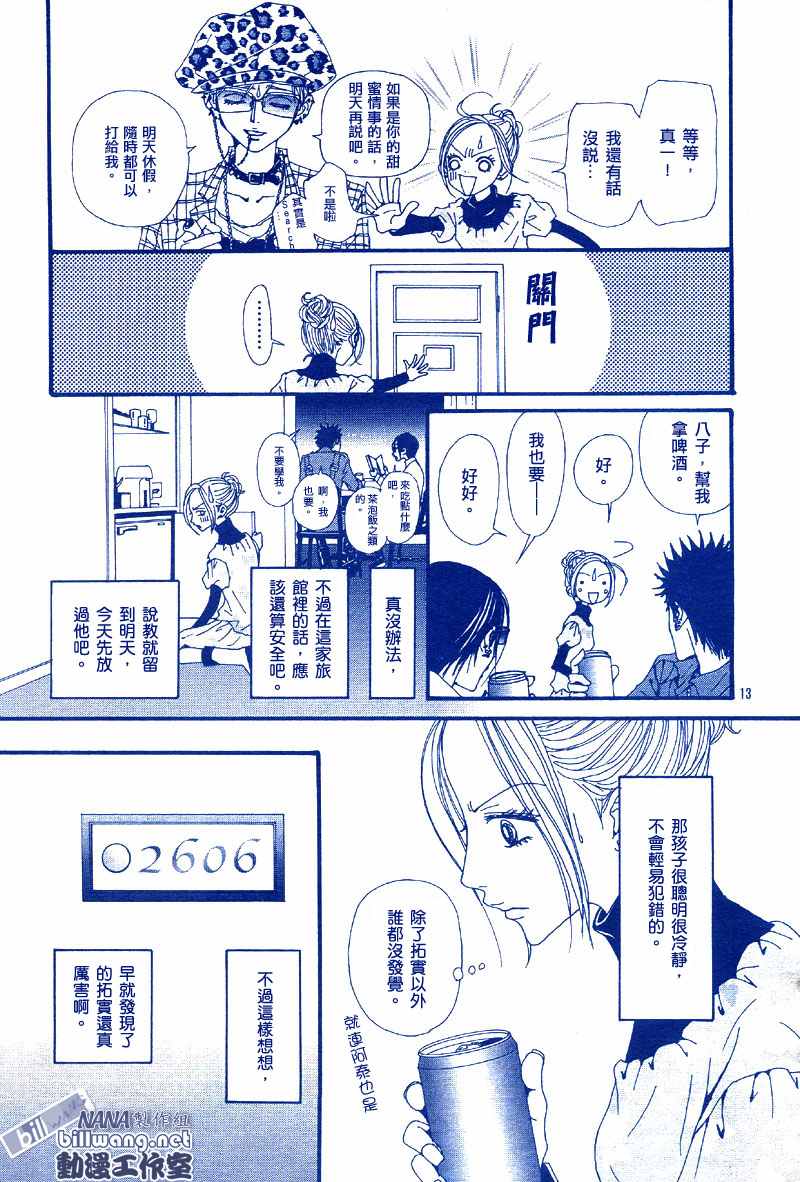 等等，
真一！
我還有話
沒說…
如果是你的甜
蜜情事的話，
明天再說吧。
不是啦
其實是
Search
…
明天休假，
隨時都可以
打給我。
關門
………
八子，幫我
拿啤酒。
好。
我也要——
好好。
來吃點什麼
吧，
茶泡飯之類
的。
啊，我
也要。
不要學我。
真沒辦法，
不過在這家旅
館裡的話，應
該還算安全吧。
說教就留
到明天，
今天先放
過他吧。
13
那孩子很聰明很冷靜，
不會輕易犯錯的。
除了拓實以外
誰都沒發覺。
就連阿泰也是
2606
不過這樣想想，
早就發現了
的拓實還真
厲害啊。
bill
NANA製作組
billwang.net
動漫工作室